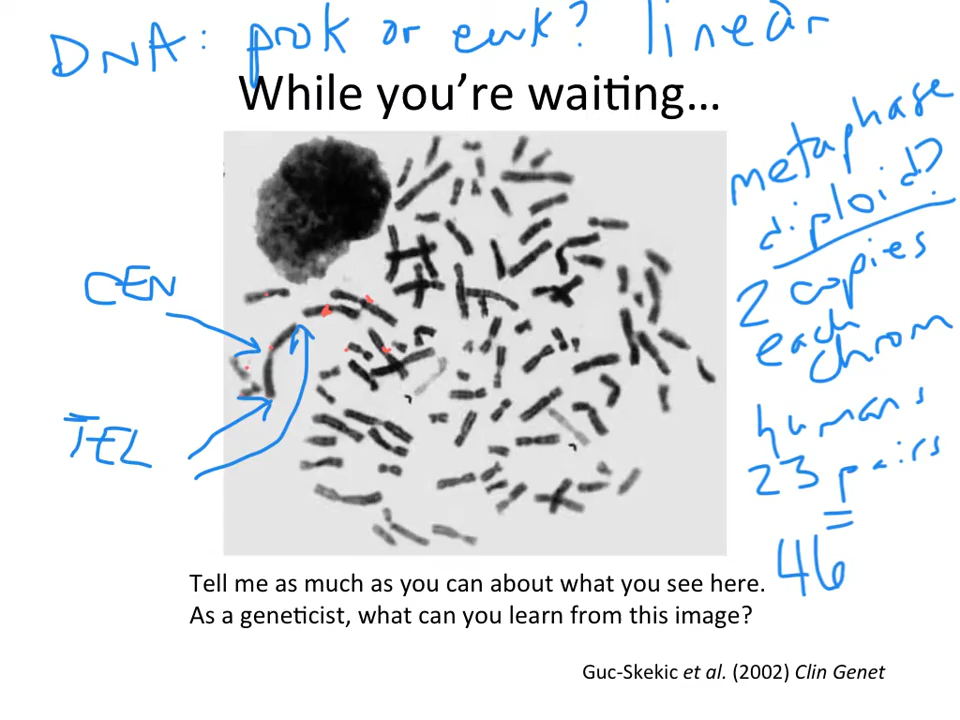 DNA: prok or euk? linear
While you're waiting...
metaphase
diploid?
2 copies
each
chrom
humans
23 pairs
46
CEN
TEL
Tell me as much as you can about what you see here.
As a geneticist, what can you learn from this image?
Guc-Skekic et al. (2002) Clin Genet